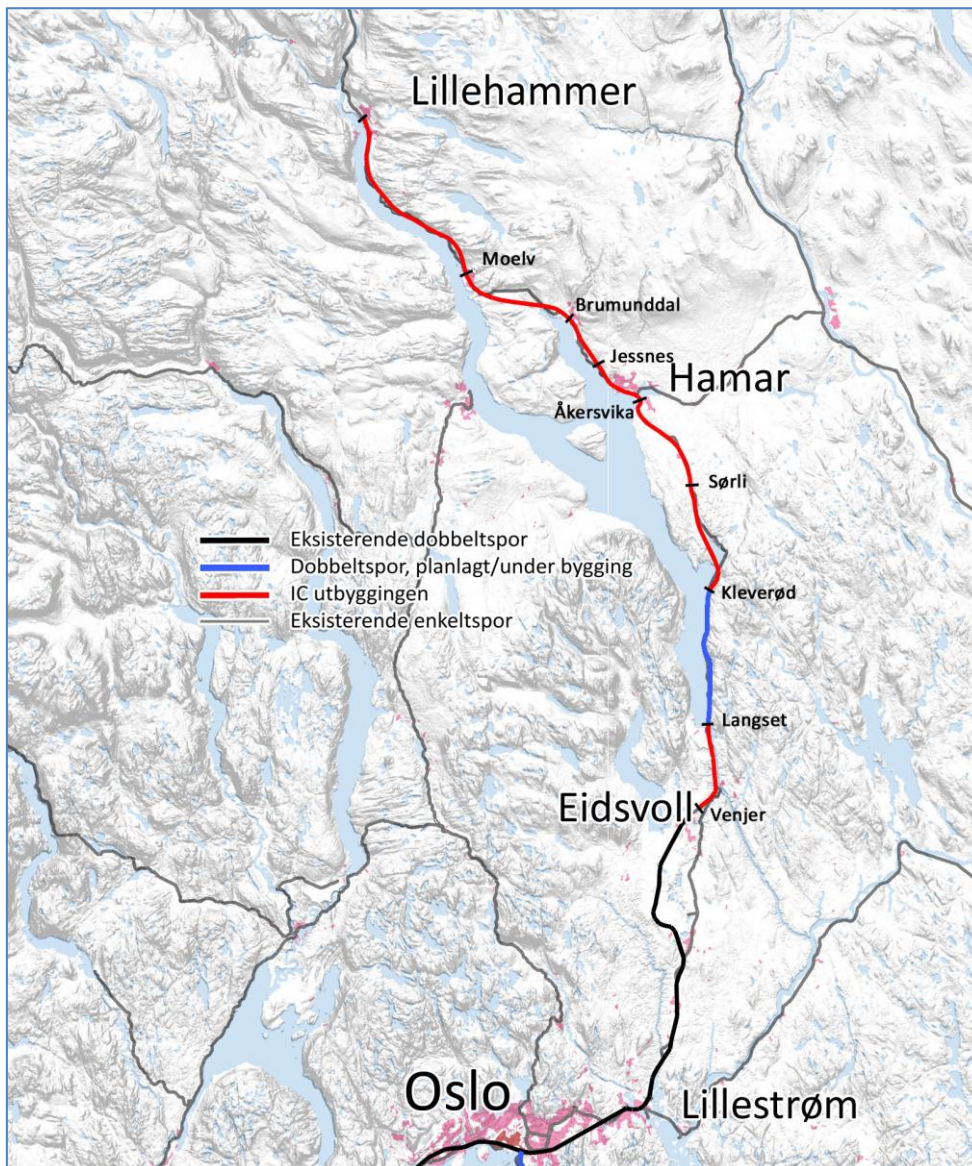 Lillehammer
Moelv
Brumunddal
Jessnes
Hamar
Åkersvika
Sørli
Eksisterende dobbeltspor
Dobbeltspor, planlagt/under bygging
IC utbyggingen
Eksisterende enkeltspor
Kleverød
Langset
Eidsvoll
Venjer
Oslo
Lillestrøm